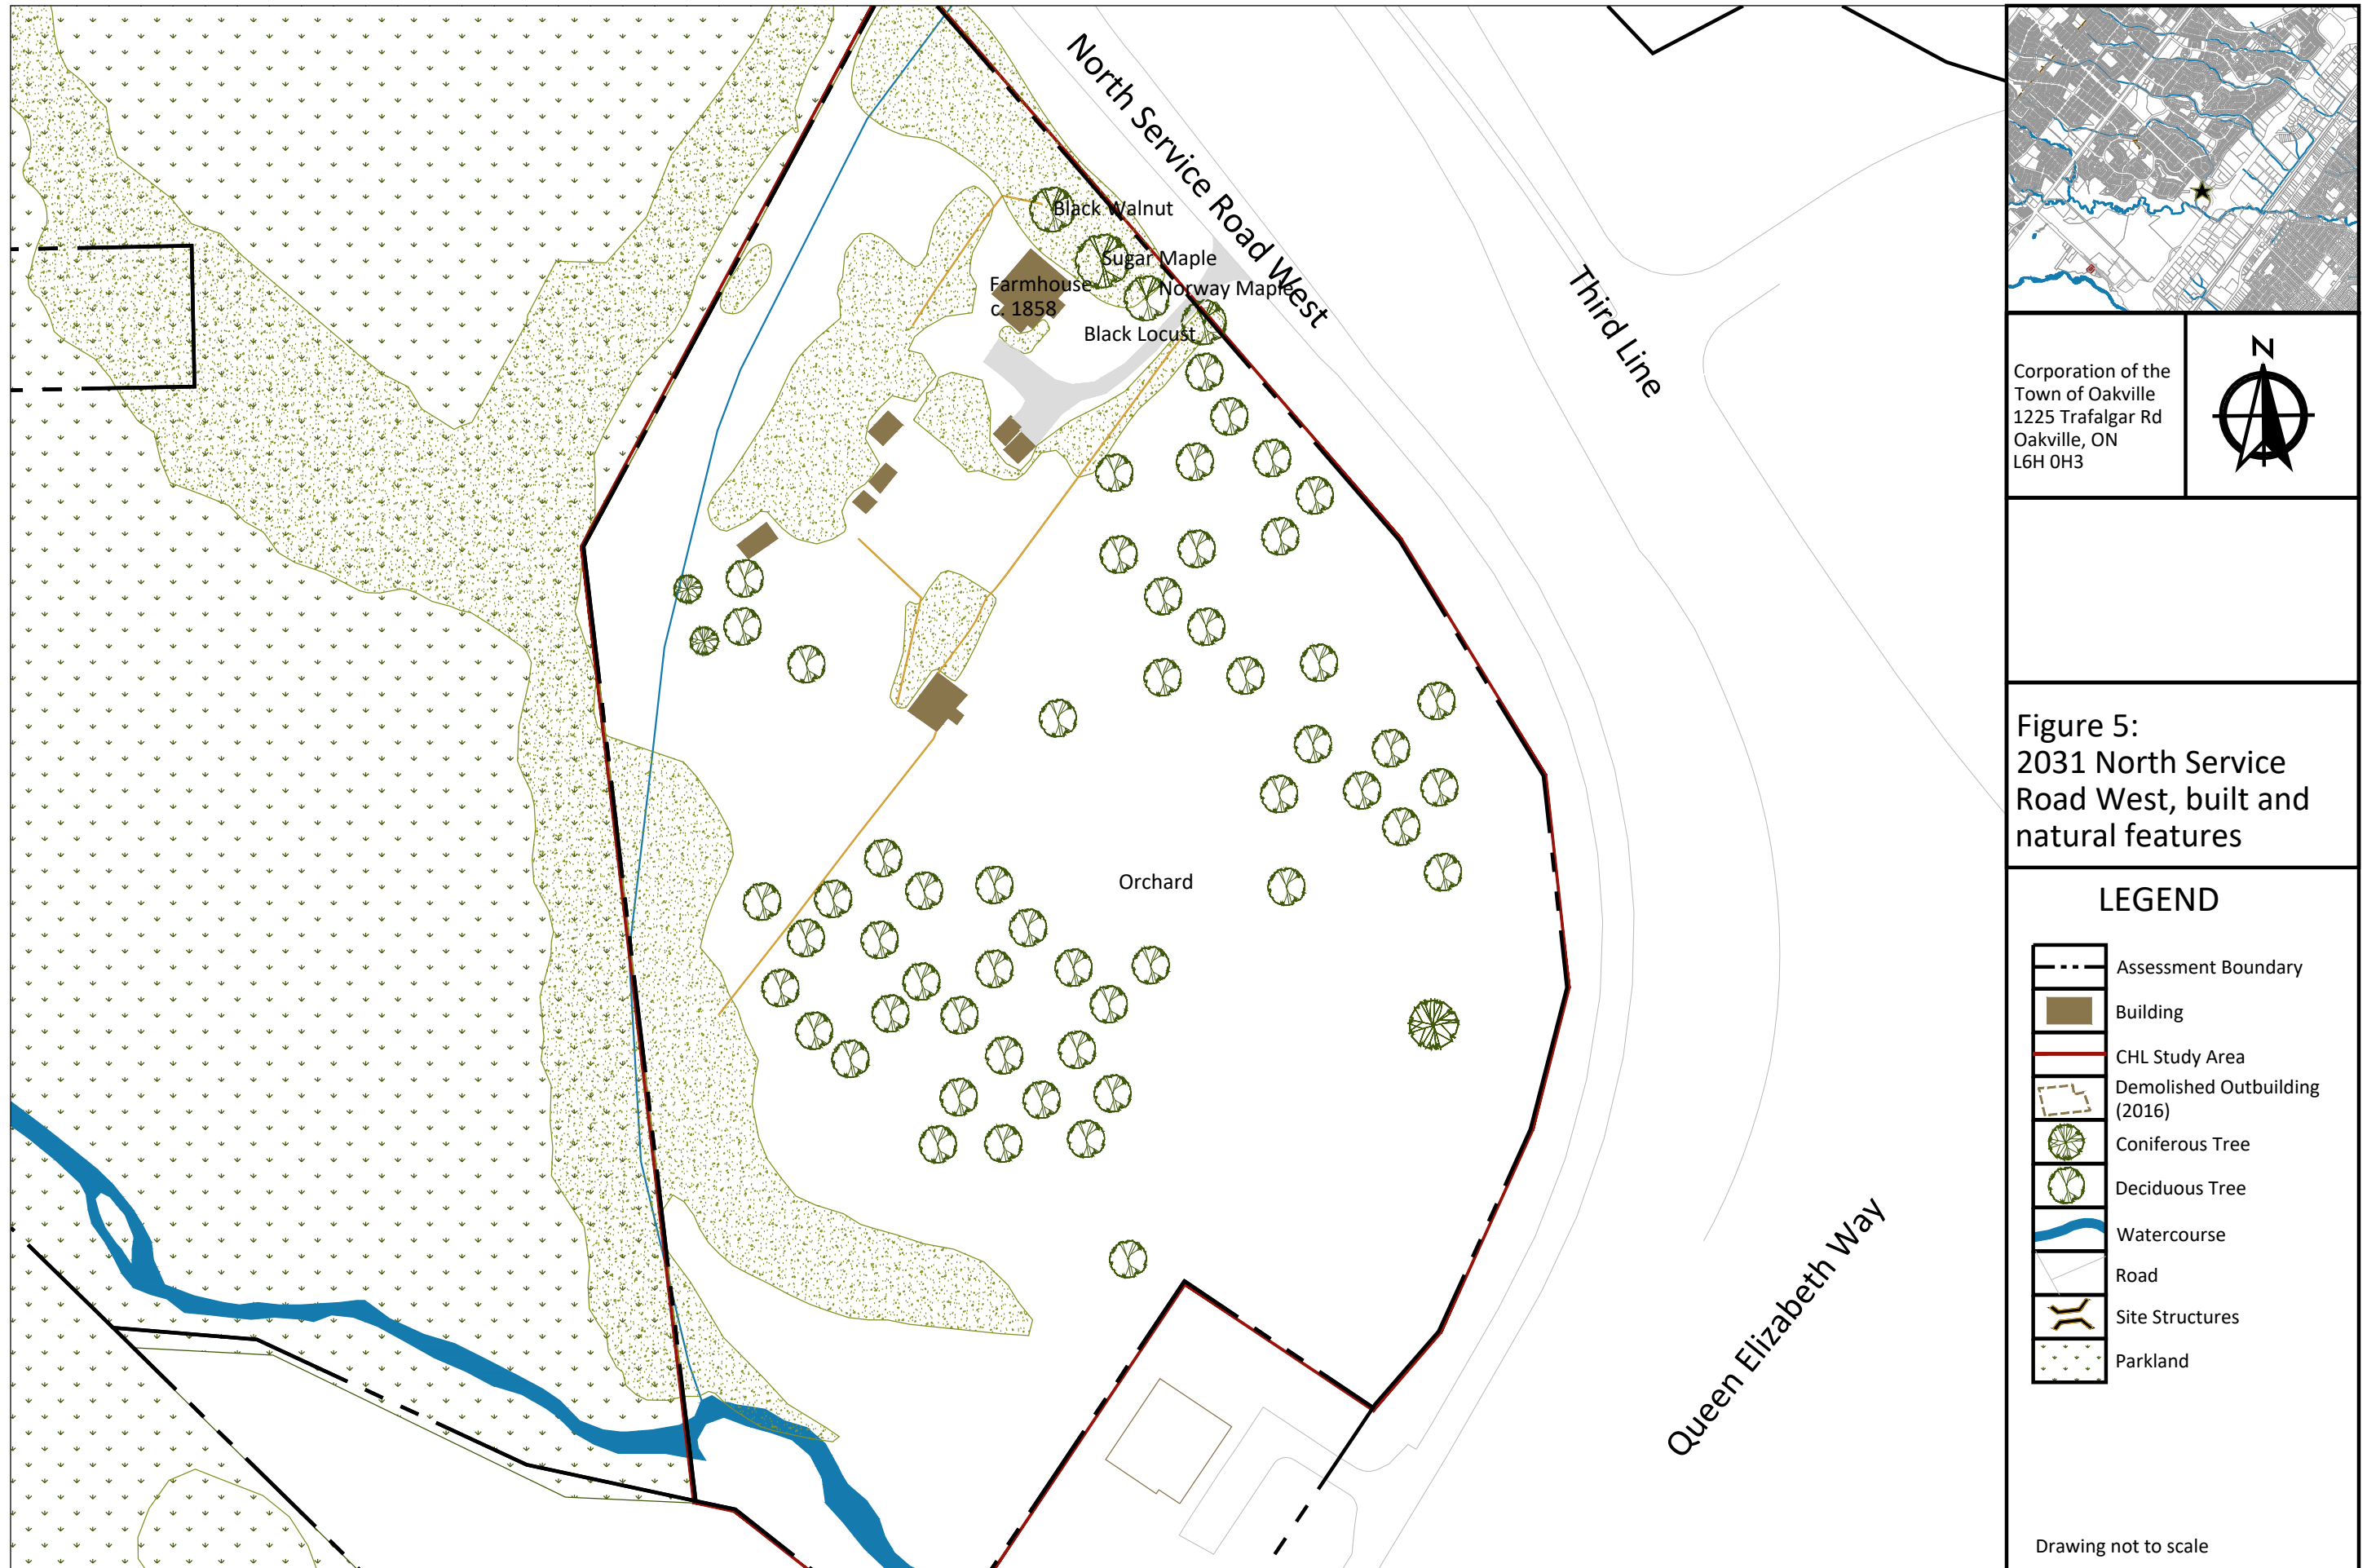 North Service Road West
Third Line
Queen Elizabeth Way
Black Walnut
Sugar Maple
Norway Maple
Black Locust
Farmhouse
c. 1858
Orchard
Corporation of the
Town of Oakville
1225 Trafalgar Rd
Oakville, ON
L6H 0H3
N
Figure 5:
2031 North Service
Road West, built and
natural features
LEGEND
Assessment Boundary
Building
CHL Study Area
Demolished Outbuilding
(2016)
Coniferous Tree
Deciduous Tree
Watercourse
Road
Site Structures
Parkland
Drawing not to scale